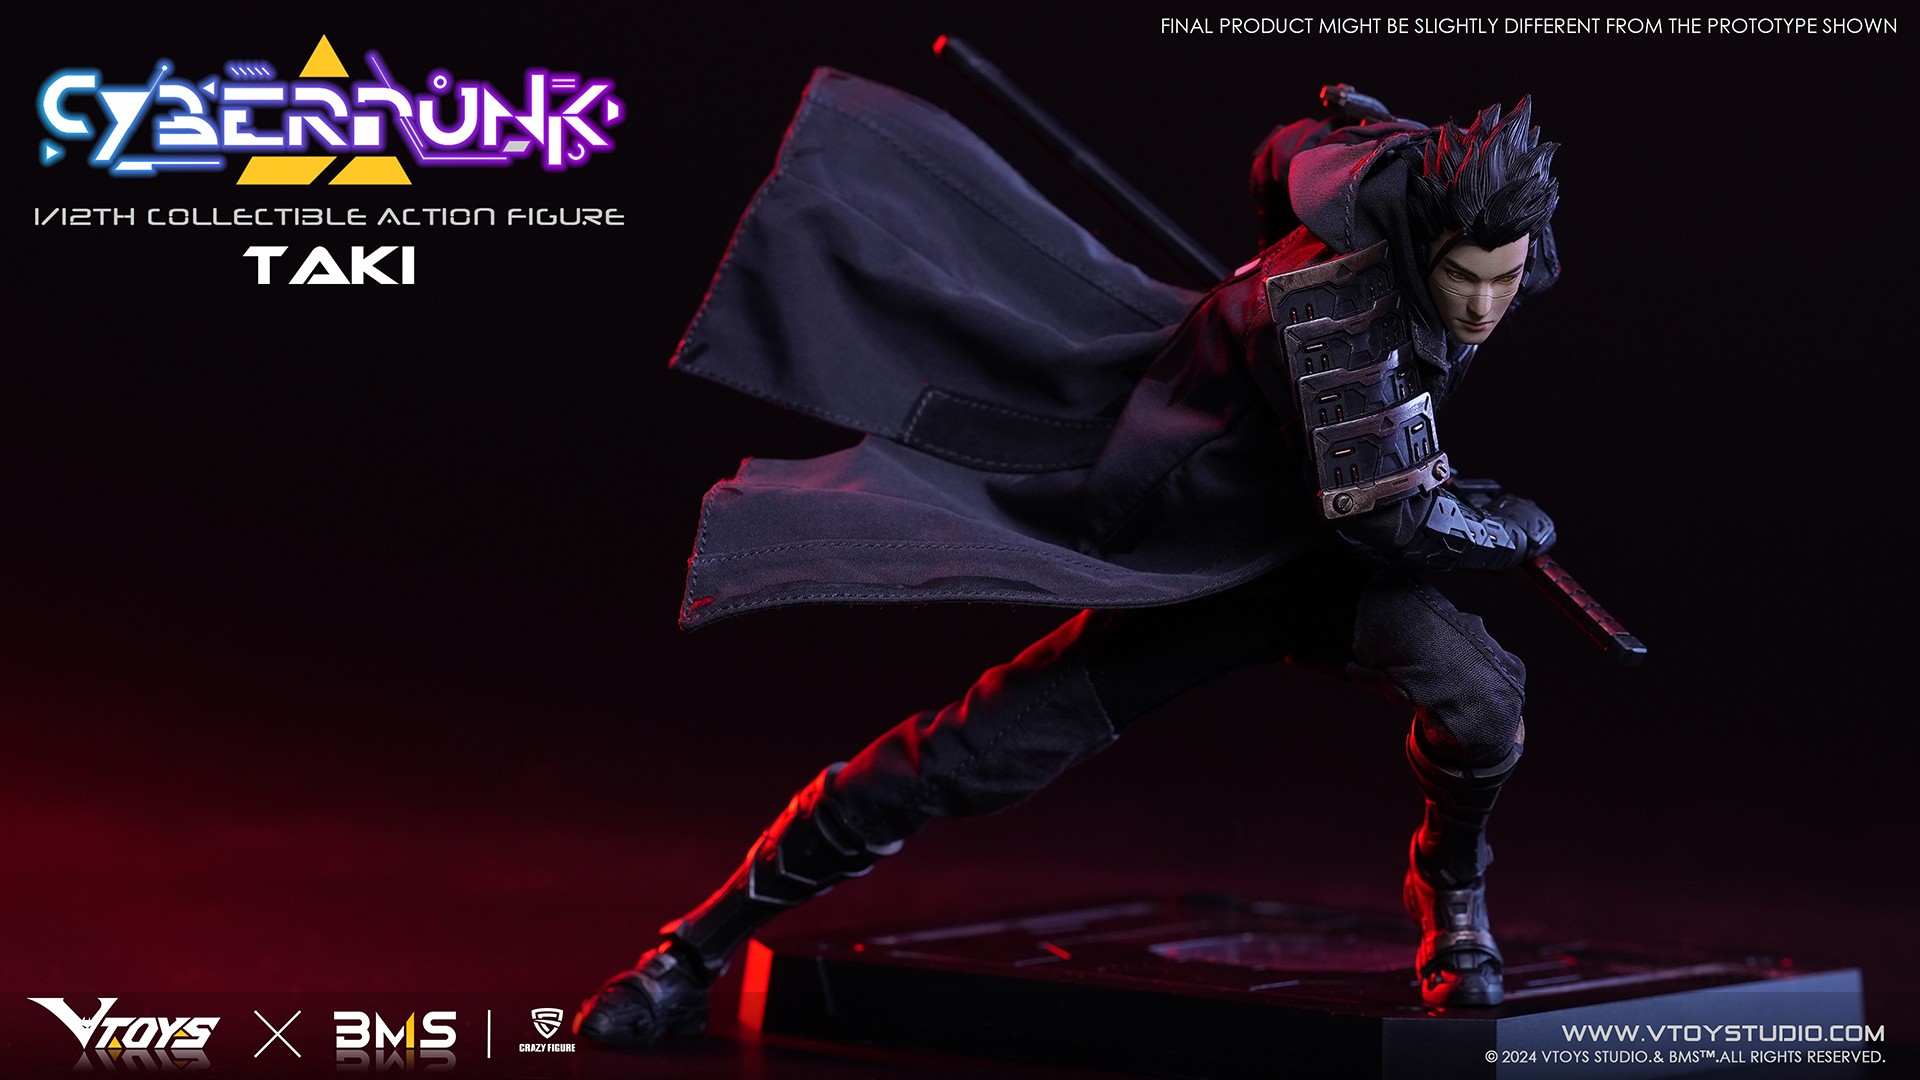 FINAL PRODUCT MIGHT BE SLIGHTLY DIFFERENT FROM THE PROTOTYPE SHOWN
CYBERPUNK
1/12TH COLLECTIBLE ACTION FIGURE
TAKI
VTOYS X BMS | CRAZY FIGURE
WWW.VTOYSTUDIO.COM
© 2024 VTOYS STUDIO.& BMS™.ALL RIGHTS RESERVED.